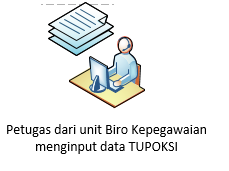 Petugas dari unit Biro Kepegawaian
menginput data TUPOKSI